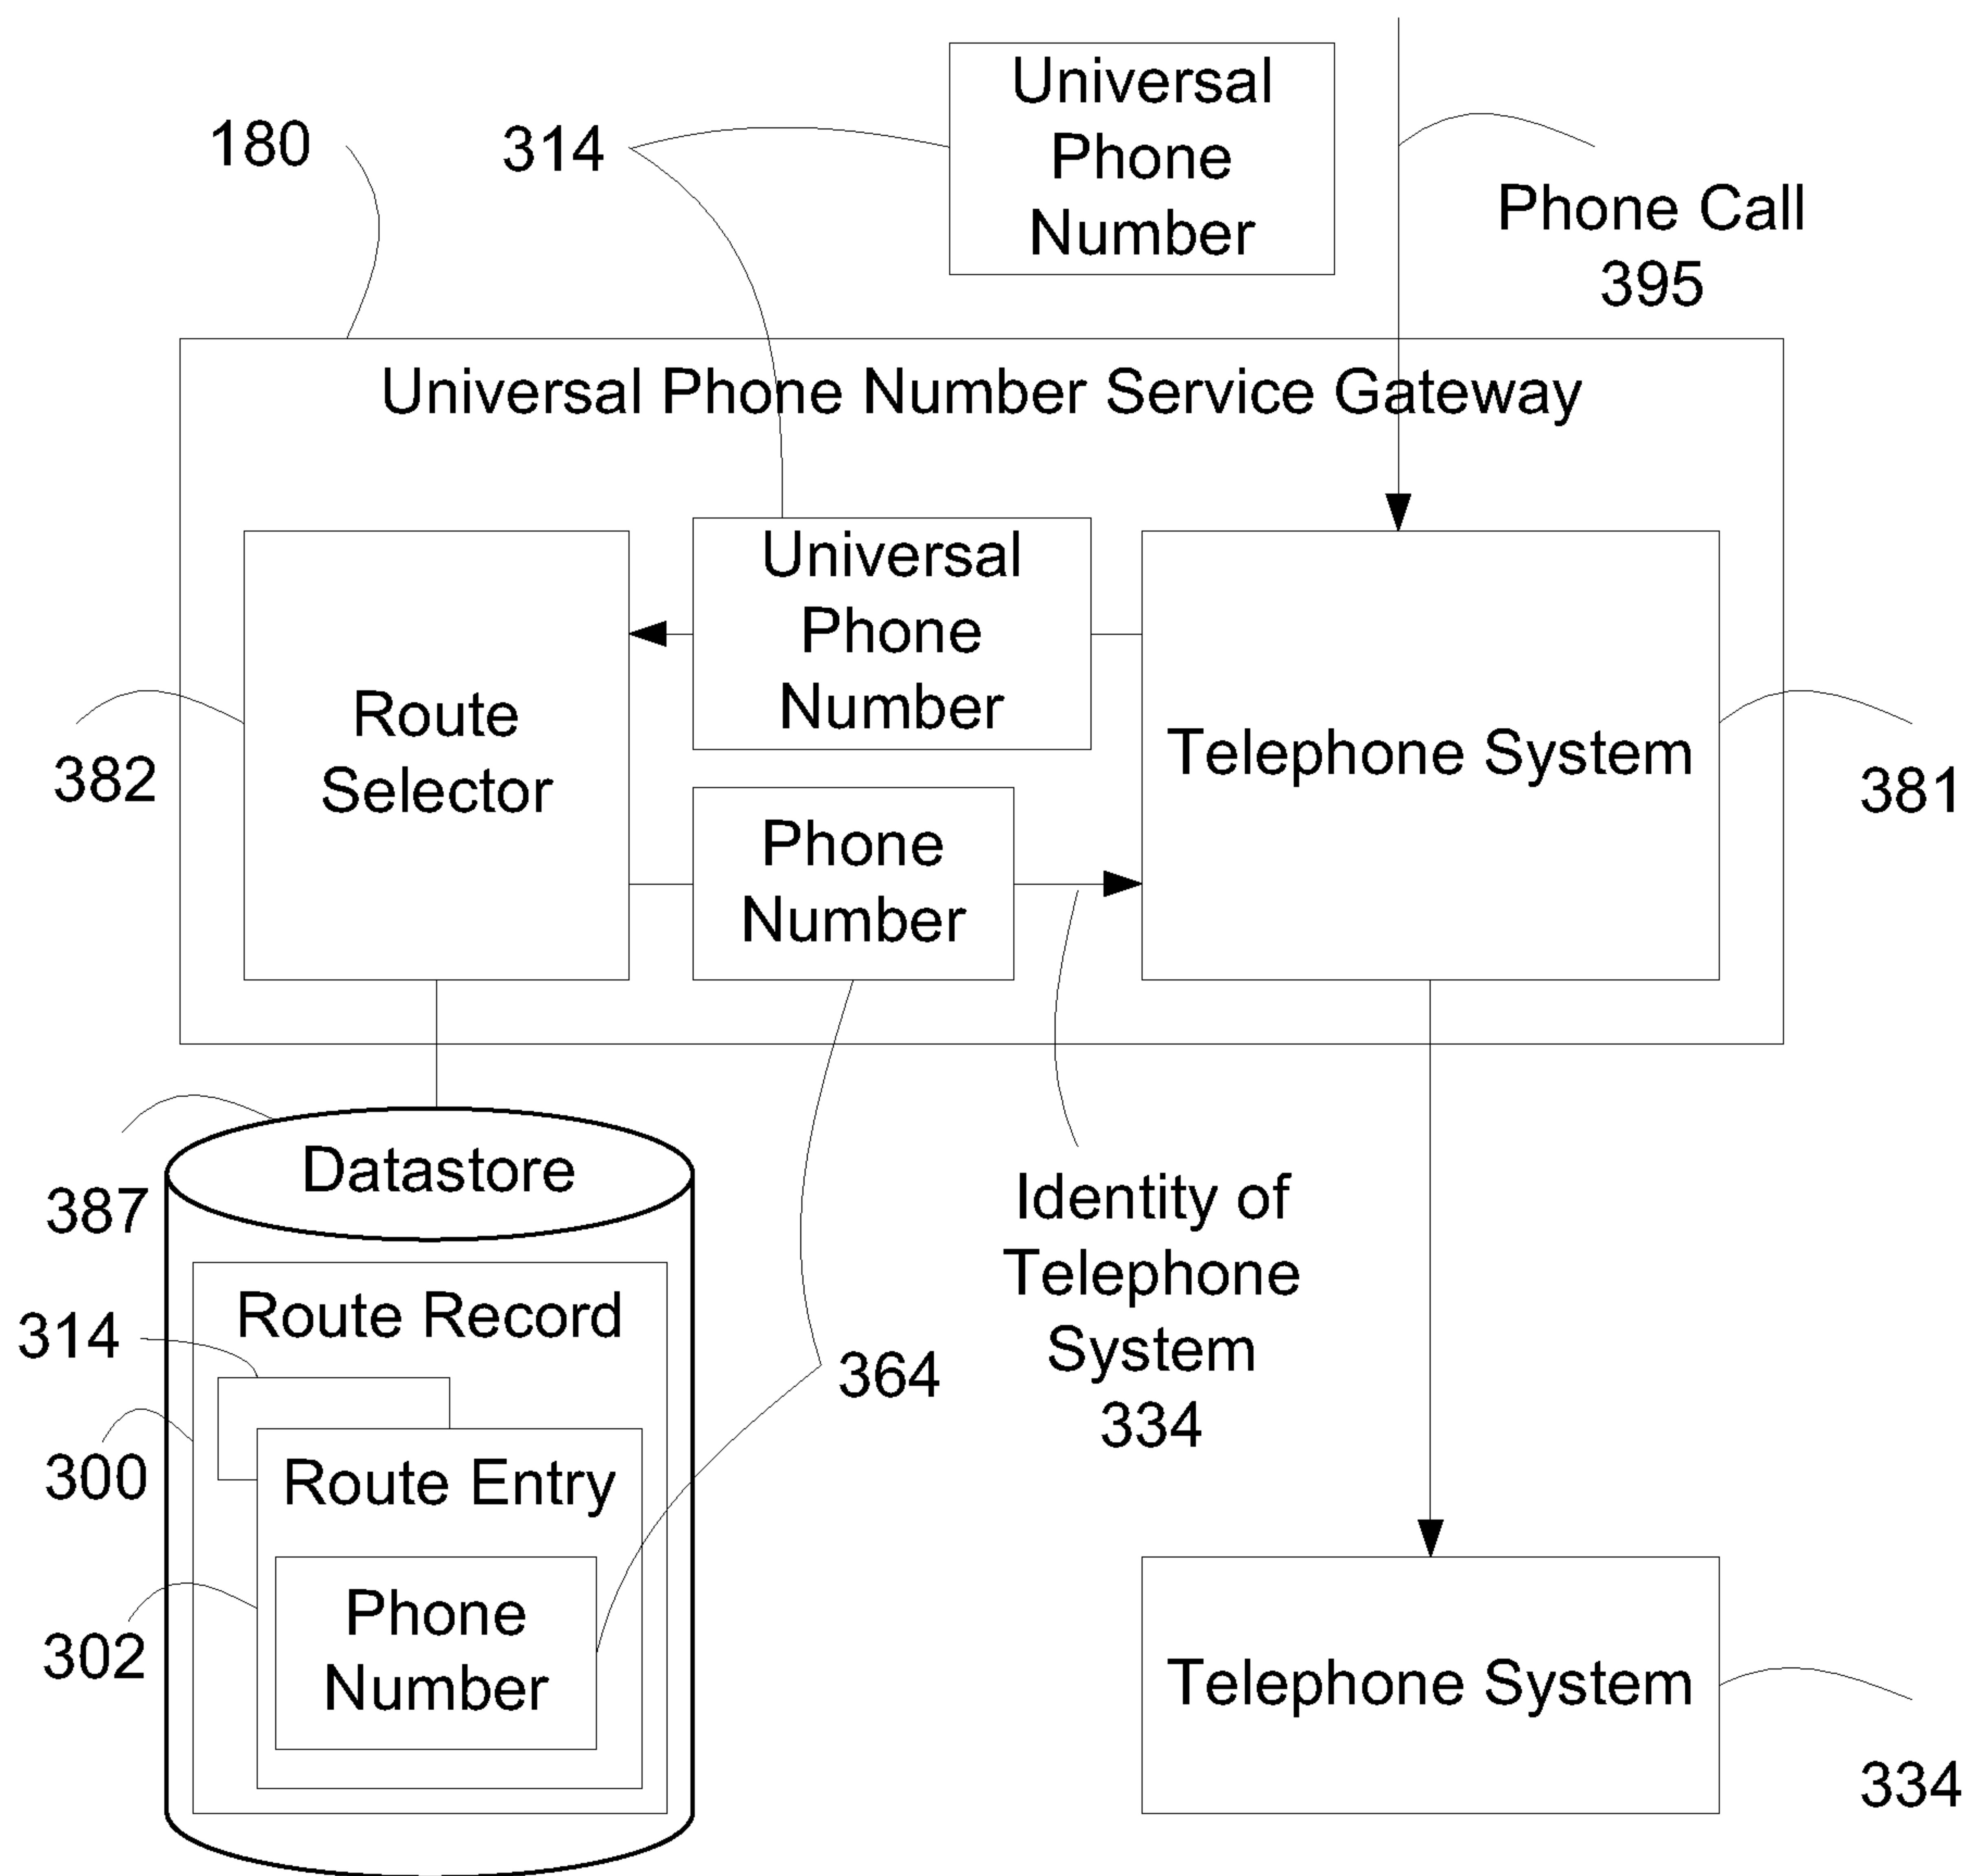 Universal
Phone
Number
180
314
Phone Call
395
Universal Phone Number Service Gateway
Universal
Phone
Number
Route
Selector
Telephone System
382
381
Phone
Number
Datastore
387
Identity of
Telephone
System
334
Route Record
314
364
300
Route Entry
302
Phone
Number
Telephone System
334